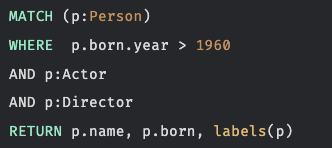 MATCH (p:Person)
WHERE  p.born.year > 1960
AND p:Actor
AND p:Director
RETURN p.name, p.born, labels(p)